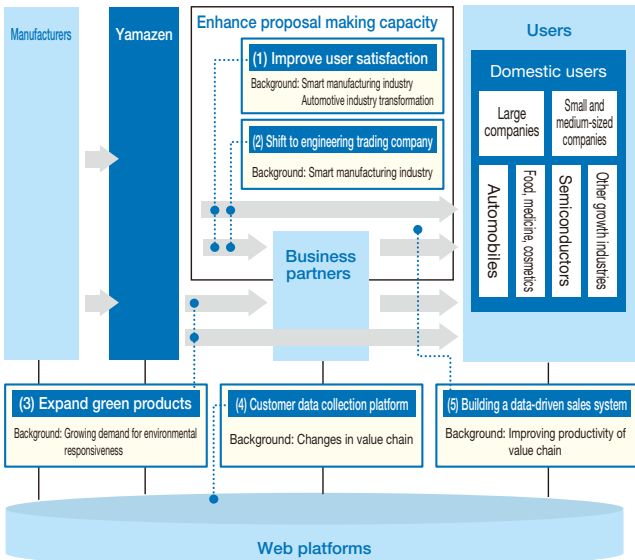 Manufacturers
Yamazen
Enhance proposal making capacity
(1) Improve user satisfaction
Background: Smart manufacturing industry
Automotive industry transformation
(2) Shift to engineering trading company
Background: Smart manufacturing industry
Business
partners
Users
Domestic users
Large
companies
Small and
medium-sized
companies
Automobiles
Food, medicine, cosmetics
Semiconductors
Other growth industries
(3) Expand green products
Background: Growing demand for environmental
responsiveness
(4) Customer data collection platform
Background: Changes in value chain
(5) Building a data-driven sales system
Background: Improving productivity of
value chain
Web platforms